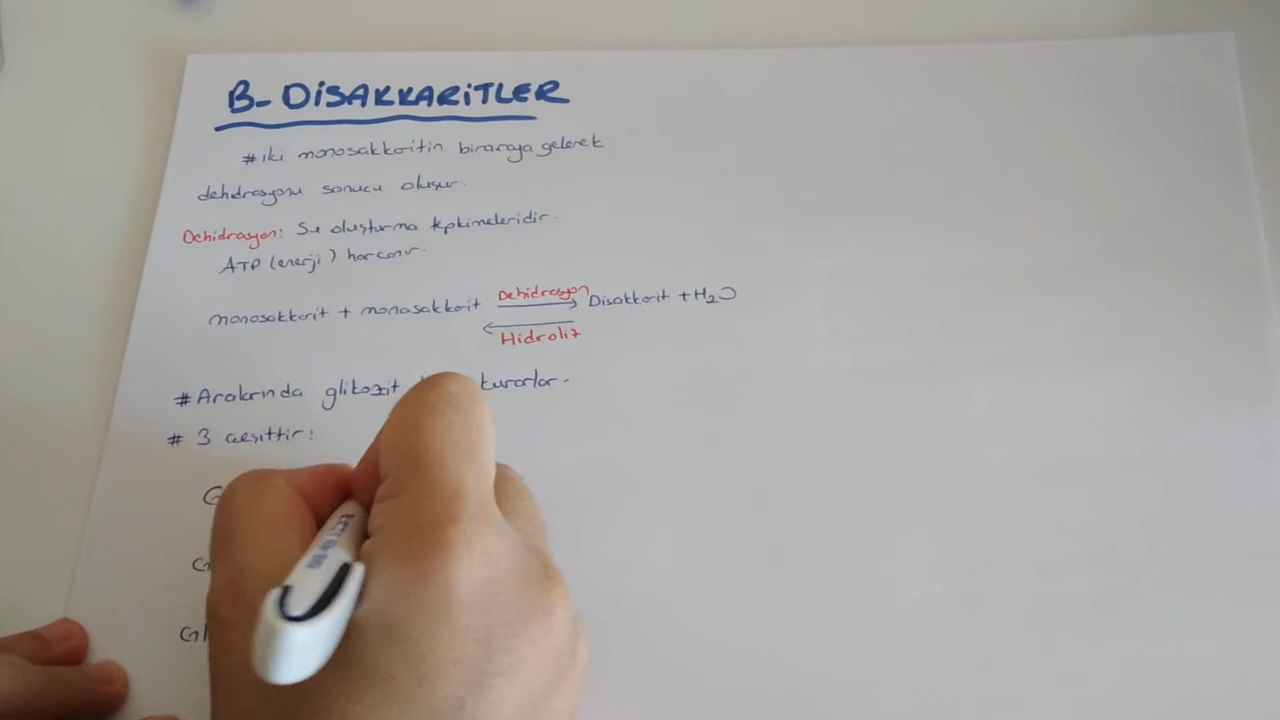 B- DİSAKKARİTLER
#iki monosakkaritin biraraya gelerek
dehidrasyonu sonucu oluşur.
Dehidrasyon: Su oluşturma tepkimeleridir.
ATP (enerji) harcanır.
monosakkarit + monosakkarit Dehidrasyon Disakkarit + H₂O
Hidroliz
#Aralarında glikozit kurarlar.
# 3 çeşittir:
G
G
Gl